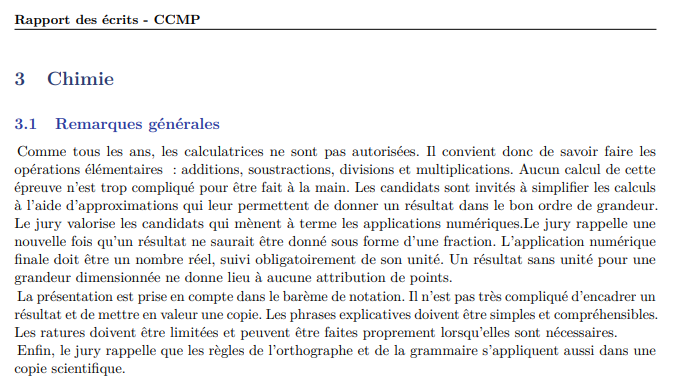 Rapport des écrits - CCMP
3 Chimie
3.1 Remarques générales
Comme tous les ans, les calculatrices ne sont pas autorisées. Il convient donc de savoir faire les
opérations élémentaires : additions, soustractions, divisions et multiplications. Aucun calcul de cette
épreuve n'est trop compliqué pour être fait à la main. Les candidats sont invités à simplifier les calculs
à l'aide d'approximations qui leur permettent de donner un résultat dans le bon ordre de grandeur.
Le jury valorise les candidats qui mènent à terme les applications numériques.Le jury rappelle une
nouvelle fois qu'un résultat ne saurait être donné sous forme d'une fraction. L'application numérique
finale doit être un nombre réel, suivi obligatoirement de son unité. Un résultat sans unité pour une
grandeur dimensionnée ne donne lieu à aucune attribution de points.
La présentation est prise en compte dans le barème de notation. Il n'est pas très compliqué d'encadrer un
résultat et de mettre en valeur une copie. Les phrases explicatives doivent être simples et compréhensibles.
Les ratures doivent être limitées et peuvent être faites proprement lorsqu'elles sont nécessaires.
Enfin, le jury rappelle que les règles de l'orthographe et de la grammaire s'appliquent aussi dans une
copie scientifique.